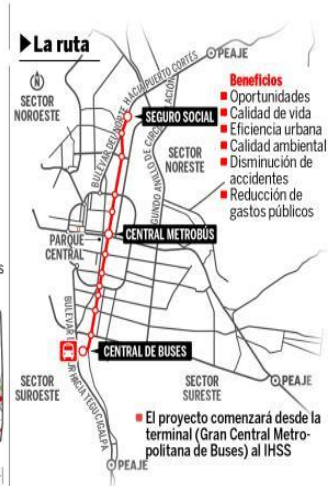 La ruta
PEAJE
N
SECTOR
NOROESTE
BULEVAR DEL NORTE HACIA PUERTO CORTÉS
SEGURO SOCIAL
Beneficios
Oportunidades
Calidad de vida
Eficiencia urbana
Calidad ambiental
Disminución de
accidentes
Reducción de
gastos públicos
SECTOR
NORESTE
PARQUE
CENTRAL
CENTRAL METROBÚS
CENTRAL DE BUSES
SECTOR
SUROESTE
SECTOR
SURESTE
PEAJE
El proyecto comenzará desde la
terminal (Gran Central Metro-
politana de Buses) al IHSS
PEAJE